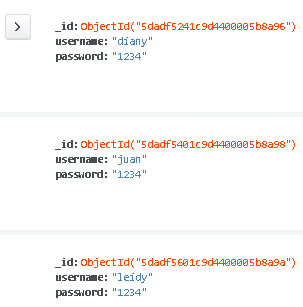 _id: ObjectId("5dadf5241c9d4400005b8a96")
username: "diany"
password: "1234"
_id: ObjectId("5dadf5401c9d4400005b8a98")
username: "juan"
password: "1234"
_id: ObjectId("5dadf5601c9d4400005b8a9a")
username: "leidy"
password: "1234"